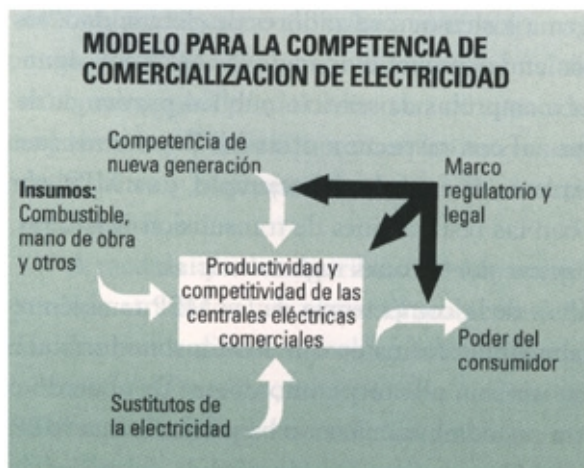 MODELO PARA LA COMPETENCIA DE
COMERCIALIZACION DE ELECTRICIDAD
Competencia de
nueva generación
Marco
regulatorio y
legal
Insumos:
Combustible,
mano de obra
y otros
Productividad y
competitividad de las
centrales eléctricas
comerciales
Poder del
consumidor
Sustitutos de
la electricidad